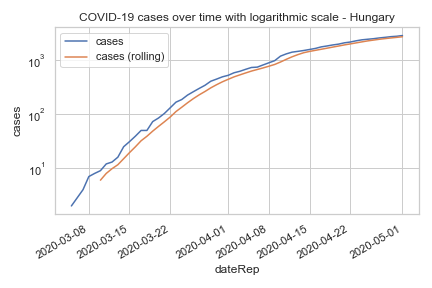 COVID-19 cases over time with logarithmic scale - Hungary
cases
cases (rolling)
10³
10²
10¹
cases
2020-03-08
2020-03-15
2020-03-22
2020-04-01
2020-04-08
2020-04-15
2020-04-22
2020-05-01
dateRep